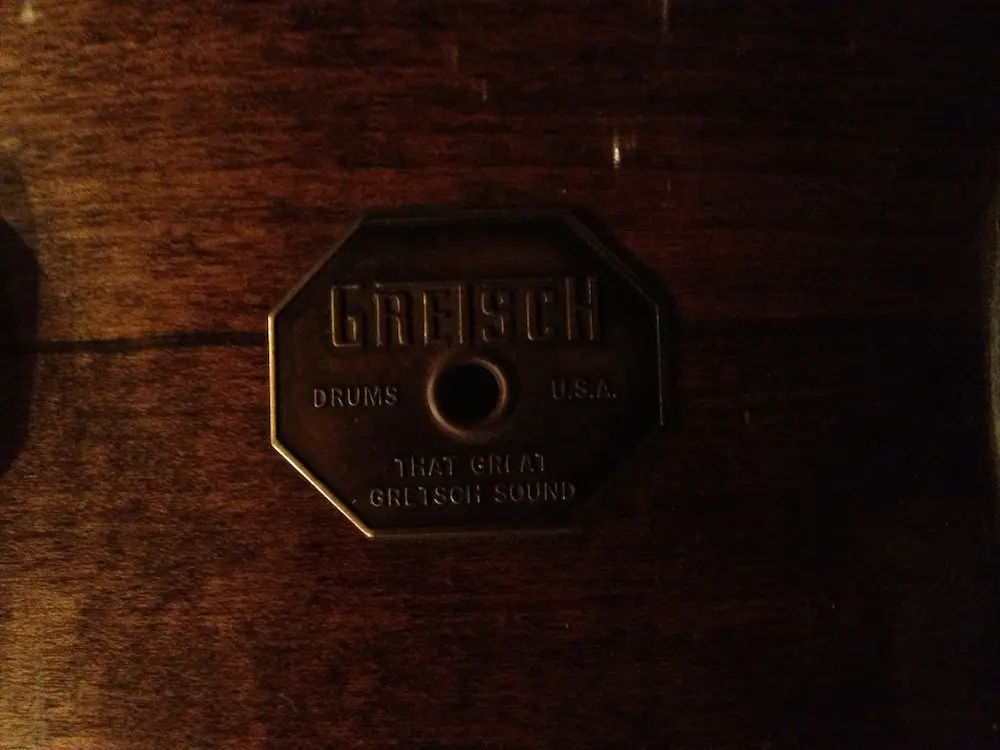 GRETSCH
DRUMS U.S.A.
THAT GREAT
GRETSCH SOUND